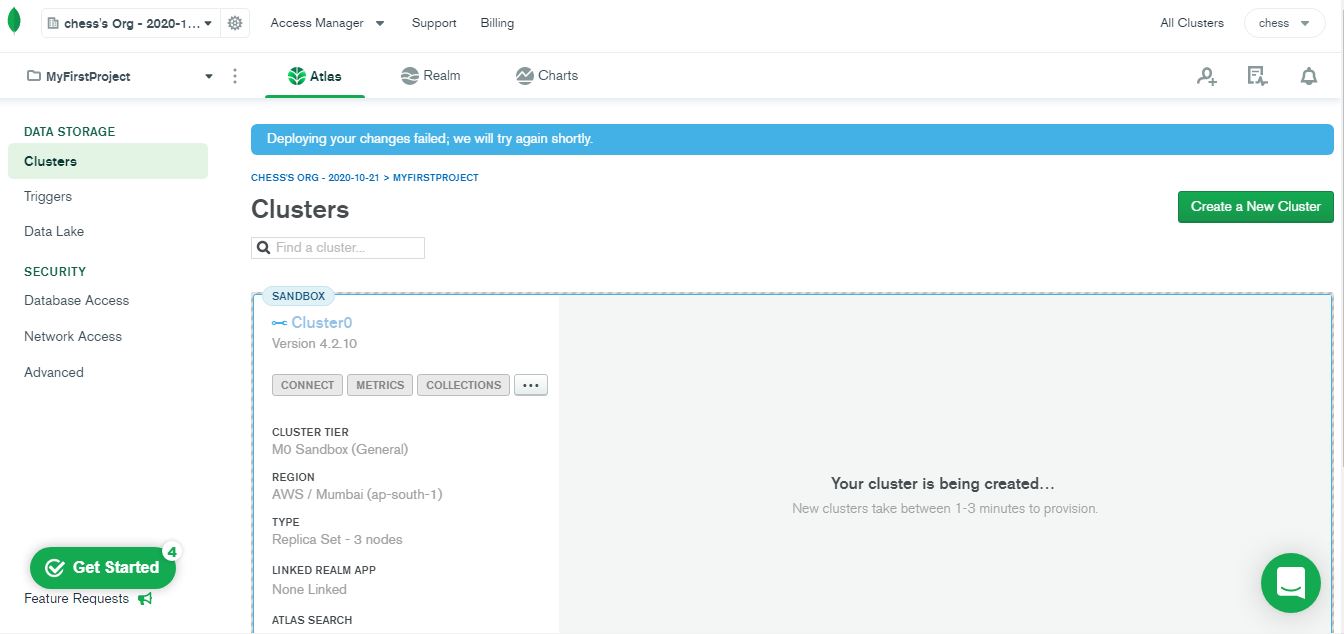 chess's Org - 2020-1...
Access Manager
Support
Billing
All Clusters
chess
MyFirstProject
Atlas
Realm
Charts
DATA STORAGE
Clusters
Triggers
Data Lake
SECURITY
Database Access
Network Access
Advanced
4
Get Started
Feature Requests
Deploying your changes failed; we will try again shortly.
CHESS'S ORG - 2020-10-21 > MYFIRSTPROJECT
Clusters
Create a New Cluster
Find a cluster...
SANDBOX
Cluster0
Version 4.2.10
CONNECT METRICS COLLECTIONS ...
CLUSTER TIER
M0 Sandbox (General)
REGION
AWS / Mumbai (ap-south-1)
TYPE
Replica Set - 3 nodes
LINKED REALM APP
None Linked
ATLAS SEARCH
Your cluster is being created...
New clusters take between 1-3 minutes to provision.